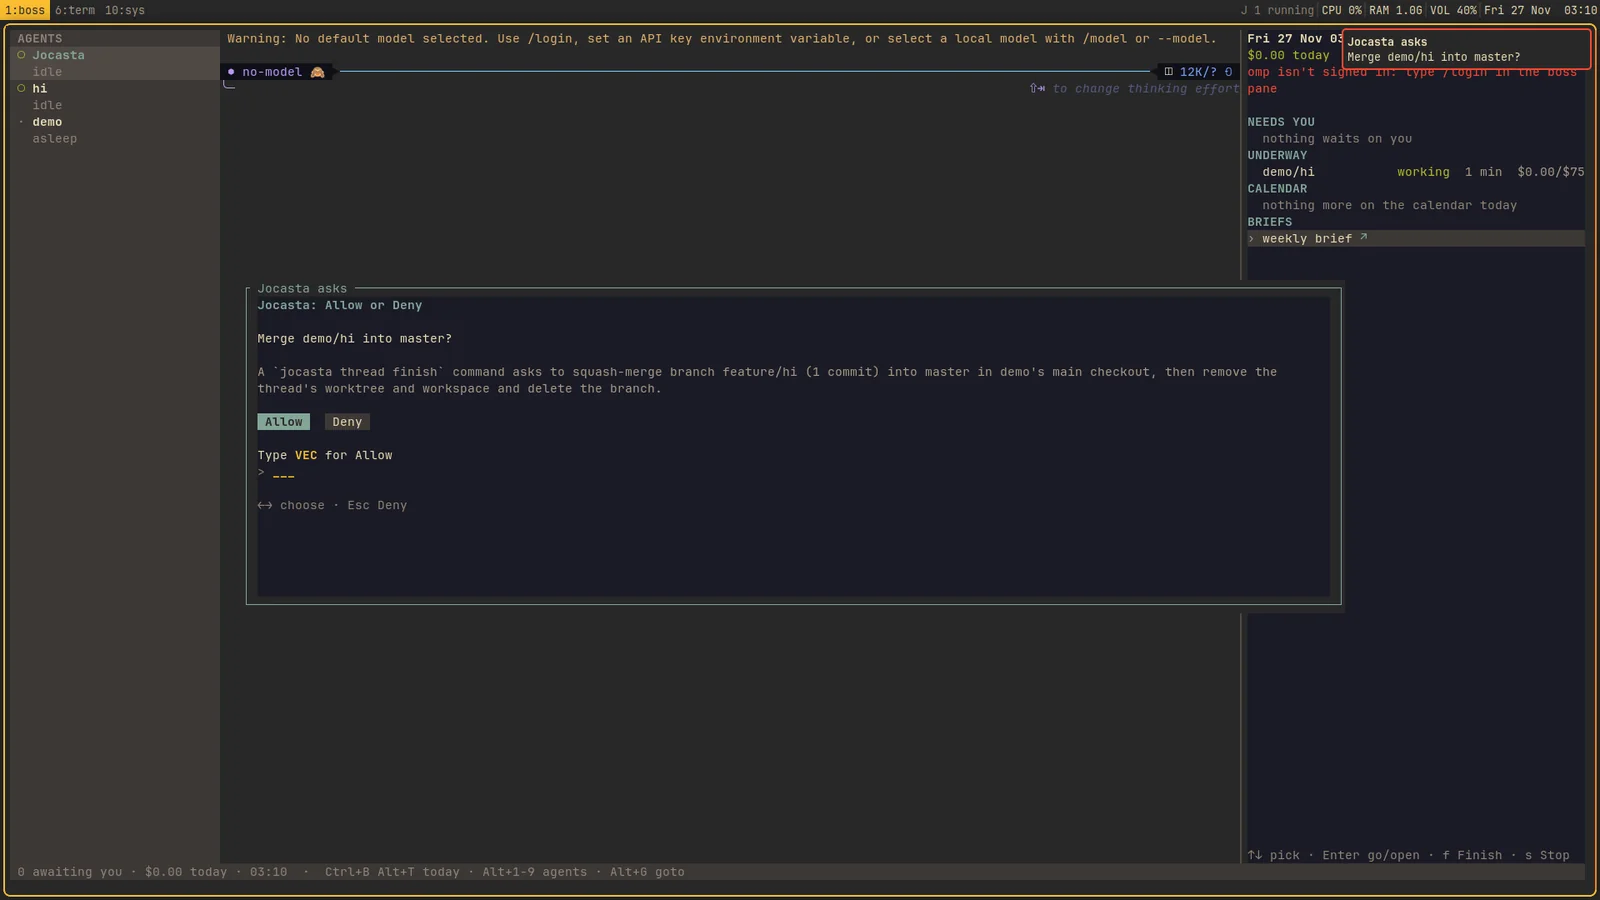 1:boss 6:term 10:sys
J 1 running CPU 0% RAM 1.0G VOL 40% Fri 27 Nov 03:10
AGENTS
Jocasta
idle
hi
idle
demo
asleep
Warning: No default model selected. Use /login, set an API key environment variable, or select a local model with /model or --model.
no-model
12K/?
to change thinking effort
Fri 27 Nov 03
$0.00 today
omp isn't signed in: type /login in the boss
pane
Jocasta asks
Merge demo/hi into master?
NEEDS YOU
nothing waits on you
UNDERWAY
demo/hi working 1 min $0.00/$75
CALENDAR
nothing more on the calendar today
BRIEFS
› weekly brief ↗
Jocasta asks
Jocasta: Allow or Deny
Merge demo/hi into master?
A `jocasta thread finish` command asks to squash-merge branch feature/hi (1 commit) into master in demo's main checkout, then remove the
thread's worktree and workspace and delete the branch.
Allow Deny
Type VEC for Allow
> ___
↔ choose · Esc Deny
↑↓ pick · Enter go/open · f Finish · s Stop
0 awaiting you · $0.00 today · 03:10 · Ctrl+B Alt+T today · Alt+1-9 agents · Alt+G goto